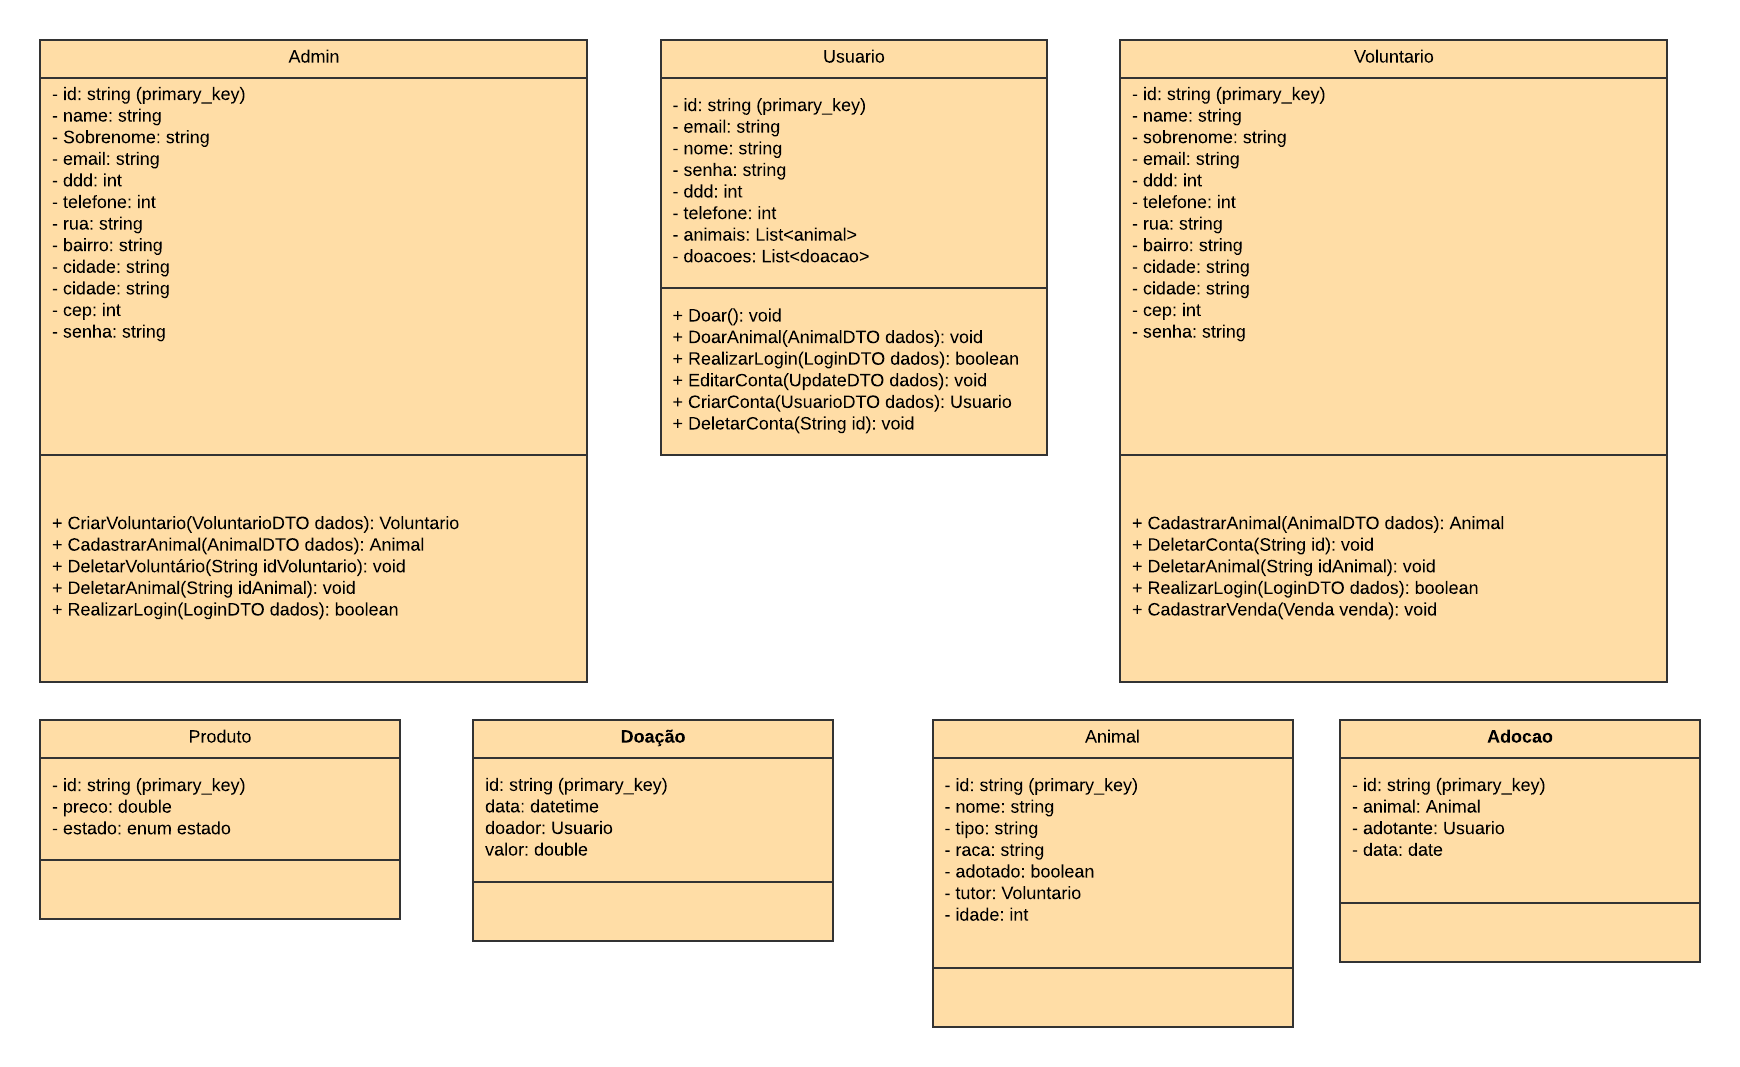 Admin
- id: string (primary_key)
- name: string
- Sobrenome: string
- email: string
- ddd: int
- telefone: int
- rua: string
- bairro: string
- cidade: string
- cidade: string
- cep: int
- senha: string
+ CriarVoluntario(VoluntarioDTO dados): Voluntario
+ CadastrarAnimal(AnimalDTO dados): Animal
+ DeletarVoluntário(String idVoluntario): void
+ DeletarAnimal(String idAnimal): void
+ RealizarLogin(LoginDTO dados): boolean
Usuario
- id: string (primary_key)
- email: string
- nome: string
- senha: string
- ddd: int
- telefone: int
- animais: List<animal>
- doacoes: List<doacao>
+ Doar(): void
+ DoarAnimal(AnimalDTO dados): void
+ RealizarLogin(LoginDTO dados): boolean
+ EditarConta(UpdateDTO dados): void
+ CriarConta(UsuarioDTO dados): Usuario
+ DeletarConta(String id): void
Voluntario
- id: string (primary_key)
- name: string
- sobrenome: string
- email: string
- ddd: int
- telefone: int
- rua: string
- bairro: string
- cidade: string
- cidade: string
- cep: int
- senha: string
+ CadastrarAnimal(AnimalDTO dados): Animal
+ DeletarConta(String id): void
+ DeletarAnimal(String idAnimal): void
+ RealizarLogin(LoginDTO dados): boolean
+ CadastrarVenda(Venda venda): void
Produto
- id: string (primary_key)
- preco: double
- estado: enum estado
Doação
id: string (primary_key)
data: datetime
doador: Usuario
valor: double
Animal
- id: string (primary_key)
- nome: string
- tipo: string
- raca: string
- adotado: boolean
- tutor: Voluntario
- idade: int
Adocao
- id: string (primary_key)
- animal: Animal
- adotante: Usuario
- data: date